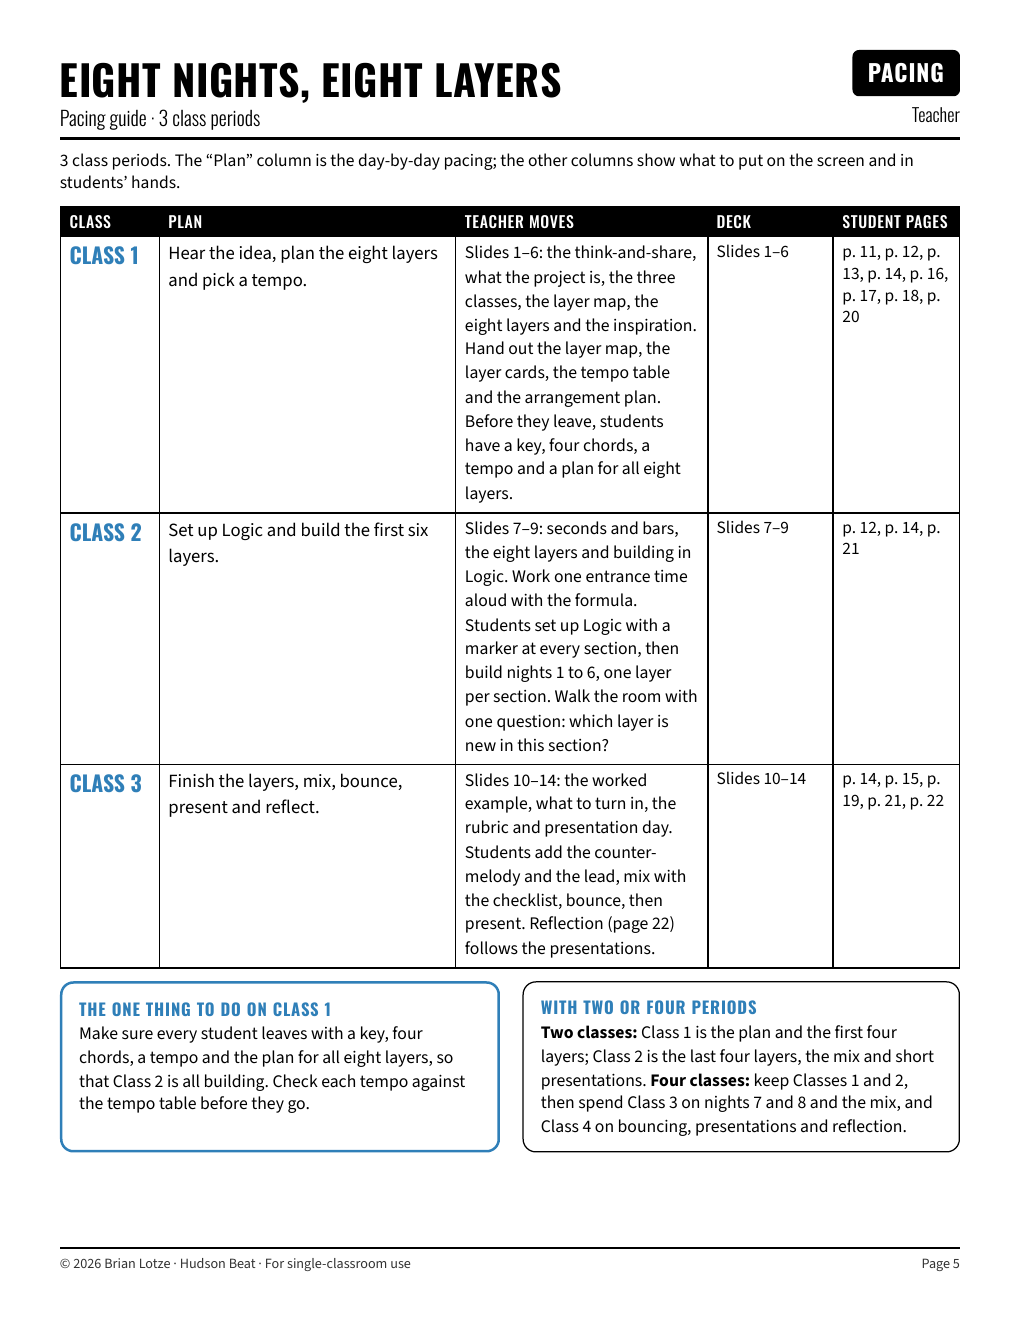 EIGHT NIGHTS, EIGHT LAYERS
PACING
Pacing guide · 3 class periods
Teacher
3 class periods. The “Plan” column is the day-by-day pacing; the other columns show what to put on the screen and in
students’ hands.
CLASS PLAN TEACHER MOVES DECK STUDENT PAGES
CLASS 1
Hear the idea, plan the eight layers
and pick a tempo.
Slides 1–6: the think-and-share,
what the project is, the three
classes, the layer map, the
eight layers and the inspiration.
Hand out the layer map, the
layer cards, the tempo table
and the arrangement plan.
Before they leave, students
have a key, four chords, a
tempo and a plan for all eight
layers.
Slides 1–6
p. 11, p. 12, p.
13, p. 14, p. 16,
p. 17, p. 18, p.
20
CLASS 2
Set up Logic and build the first six
layers.
Slides 7–9: seconds and bars,
the eight layers and building in
Logic. Work one entrance time
aloud with the formula.
Students set up Logic with a
marker at every section, then
build nights 1 to 6, one layer
per section. Walk the room with
one question: which layer is
new in this section?
Slides 7–9
p. 12, p. 14, p.
21
CLASS 3
Finish the layers, mix, bounce,
present and reflect.
Slides 10–14: the worked
example, what to turn in, the
rubric and presentation day.
Students add the counter-
melody and the lead, mix with
the checklist, bounce, then
present. Reflection (page 22)
follows the presentations.
Slides 10–14
p. 14, p. 15, p.
19, p. 21, p. 22
THE ONE THING TO DO ON CLASS 1
Make sure every student leaves with a key, four
chords, a tempo and the plan for all eight layers, so
that Class 2 is all building. Check each tempo against
the tempo table before they go.
WITH TWO OR FOUR PERIODS
Two classes: Class 1 is the plan and the first four
layers; Class 2 is the last four layers, the mix and short
presentations. Four classes: keep Classes 1 and 2,
then spend Class 3 on nights 7 and 8 and the mix, and
Class 4 on bouncing, presentations and reflection.
© 2026 Brian Lotze · Hudson Beat · For single-classroom use
Page 5